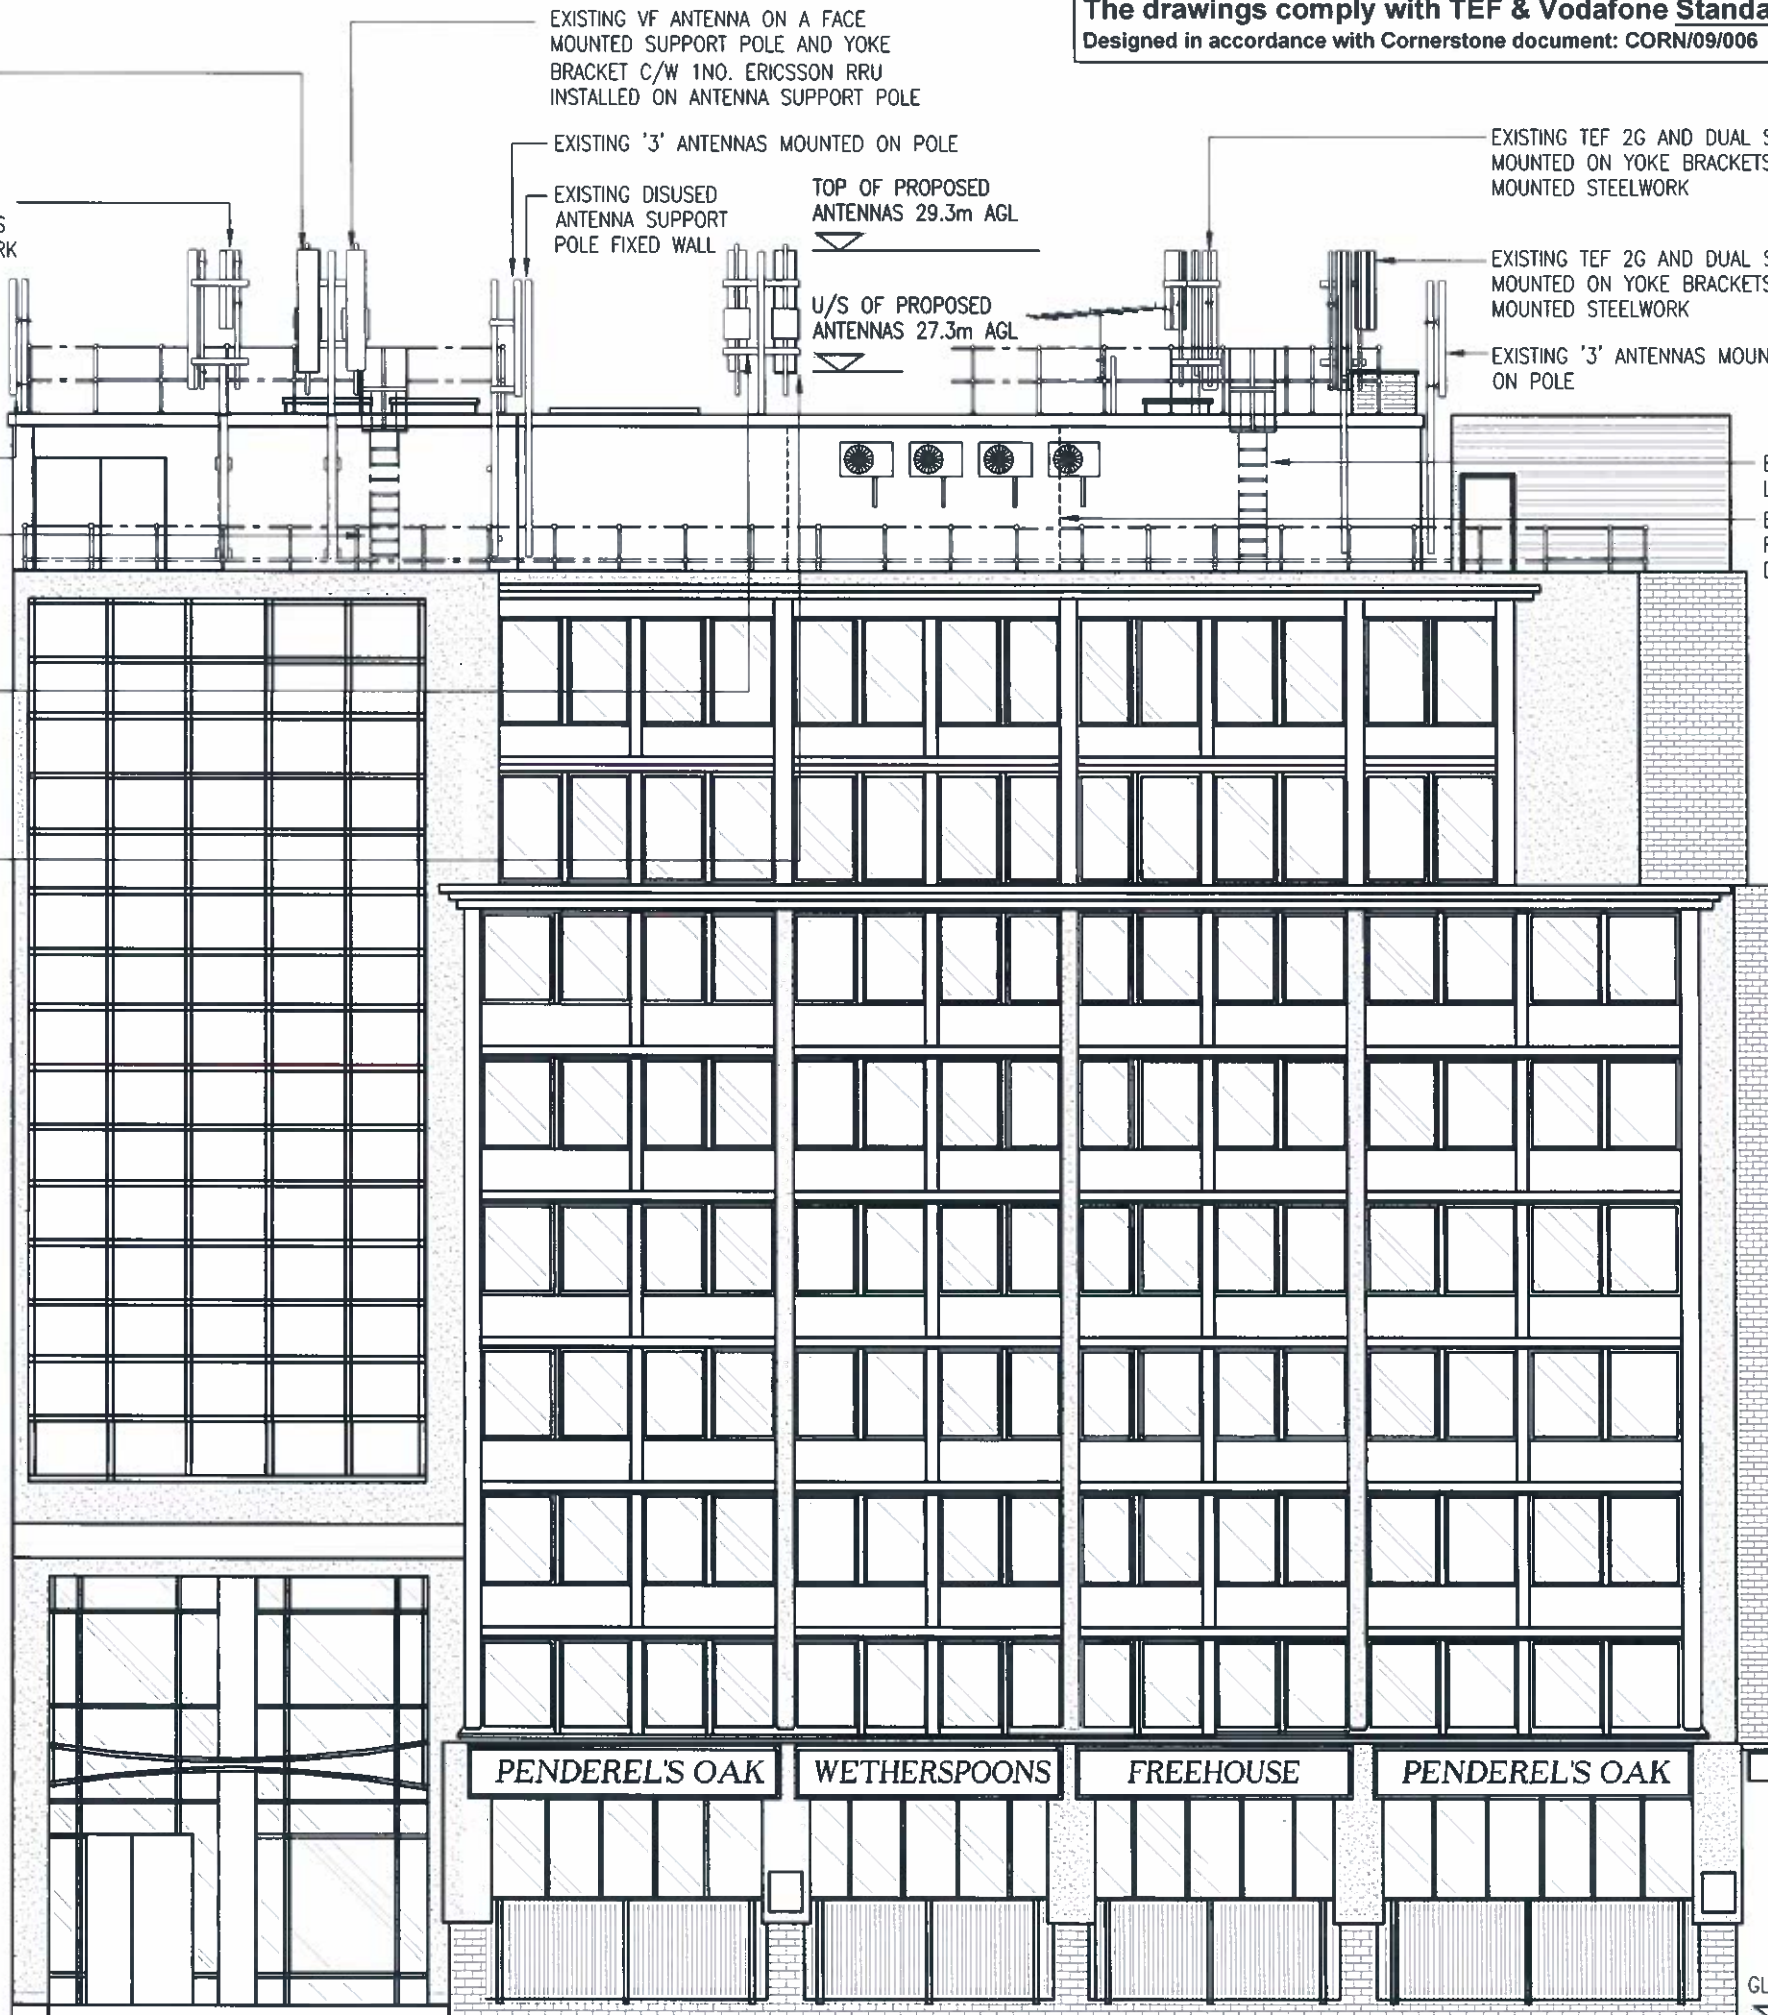 The drawings comply with TEF & Vodafone
Designed in accordance with Cornerstone document: CORN/09/006
EXISTING VF ANTENNA ON A FACE
MOUNTED SUPPORT POLE AND YOKE
BRACKET C/W 1NO. ERICSSON RRU
INSTALLED ON ANTENNA SUPPORT POLE
EXISTING '3' ANTENNAS MOUNTED ON POLE
EXISTING DISUSED
ANTENNA SUPPORT
POLE FIXED WALL
TOP OF PROPOSED
ANTENNAS 29.3m AGL
U/S OF PROPOSED
ANTENNAS 27.3m AGL
EXISTING TEF 2G AND DUAL
MOUNTED ON YOKE BRACKETS
MOUNTED STEELWORK
EXISTING TEF 2G AND DUAL
MOUNTED ON YOKE BRACKETS
MOUNTED STEELWORK
EXISTING '3' ANTENNAS
ON POLE
PENDEREL'S OAK
WETHERSPOONS
FREEHOUSE
PENDEREL'S OAK